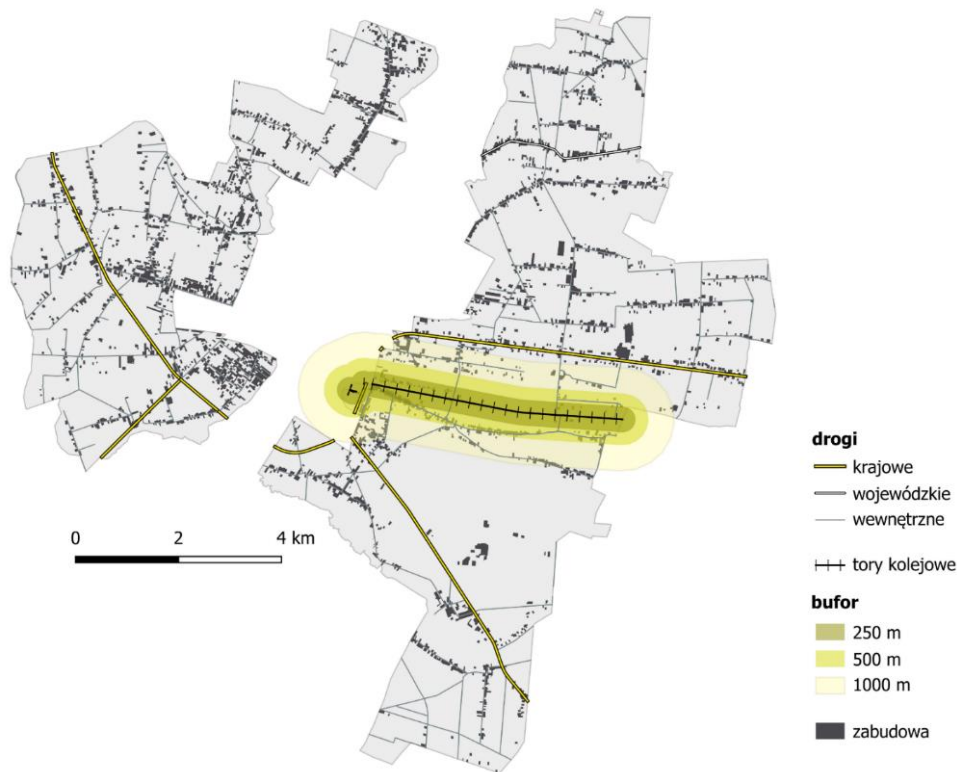 drogi
krajowe
wojewódzkie
wewnętrzne
tory kolejowe
bufor
250 m
500 m
1000 m
zabudowa
0 2 4 km